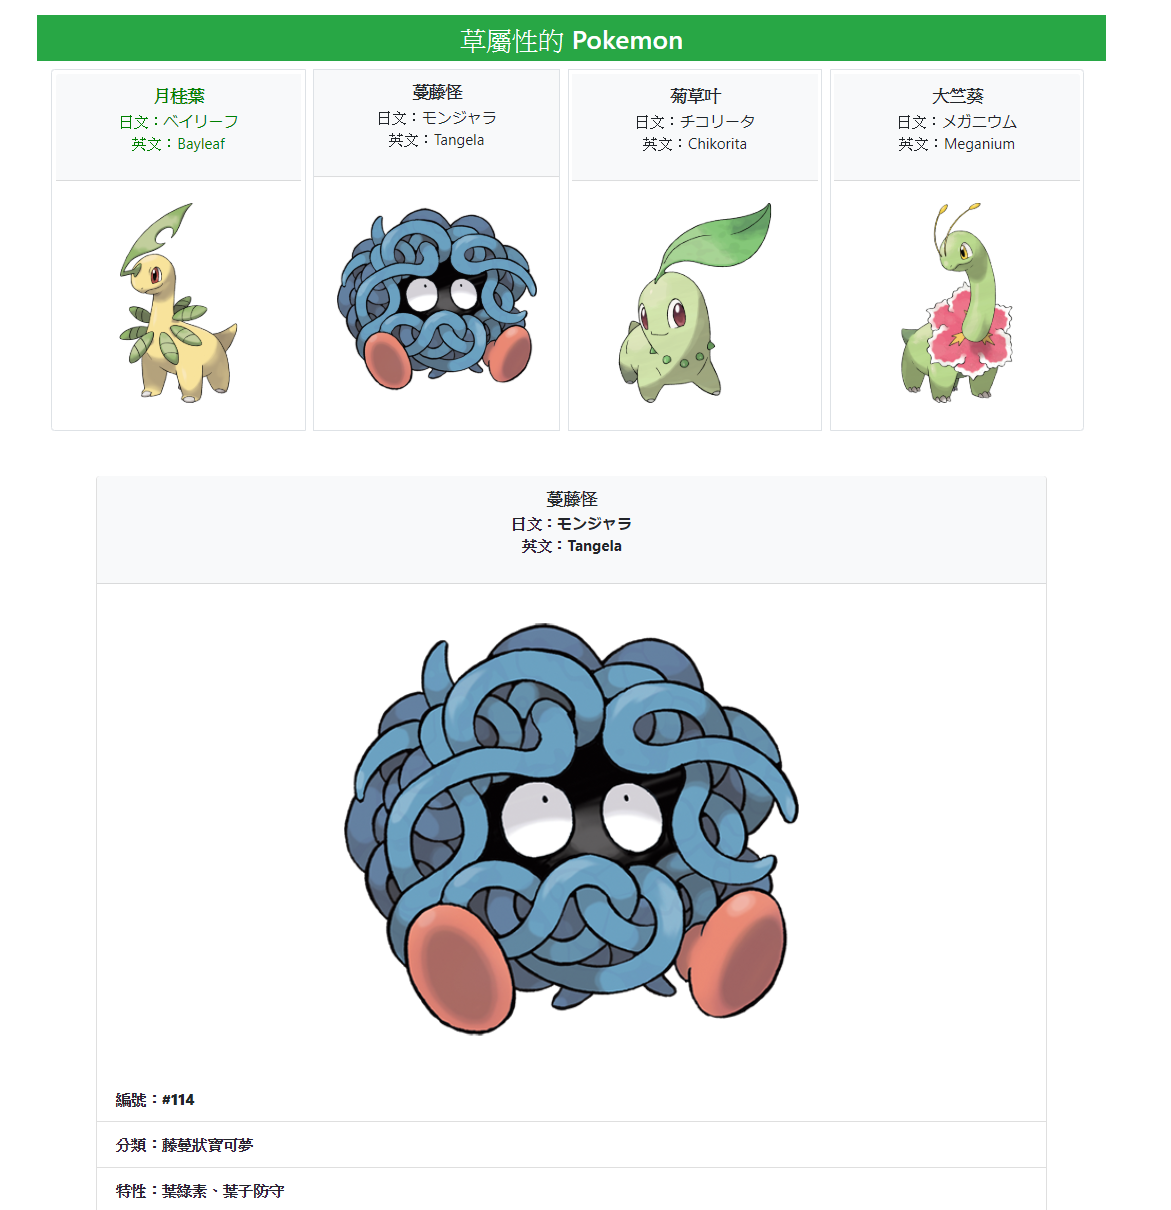 草屬性的 Pokemon
月桂葉
日文：ベイリーフ
英文：Bayleaf
蔓藤怪
日文：モンジャラ
英文：Tangela
菊草叶
日文：チコリータ
英文：Chikorita
大竺葵
日文：メガニウム
英文：Meganium
蔓藤怪
日文：モンジャラ
英文：Tangela
編號：#114
分類：藤蔓狀寶可夢
特性：葉綠素、葉子防守